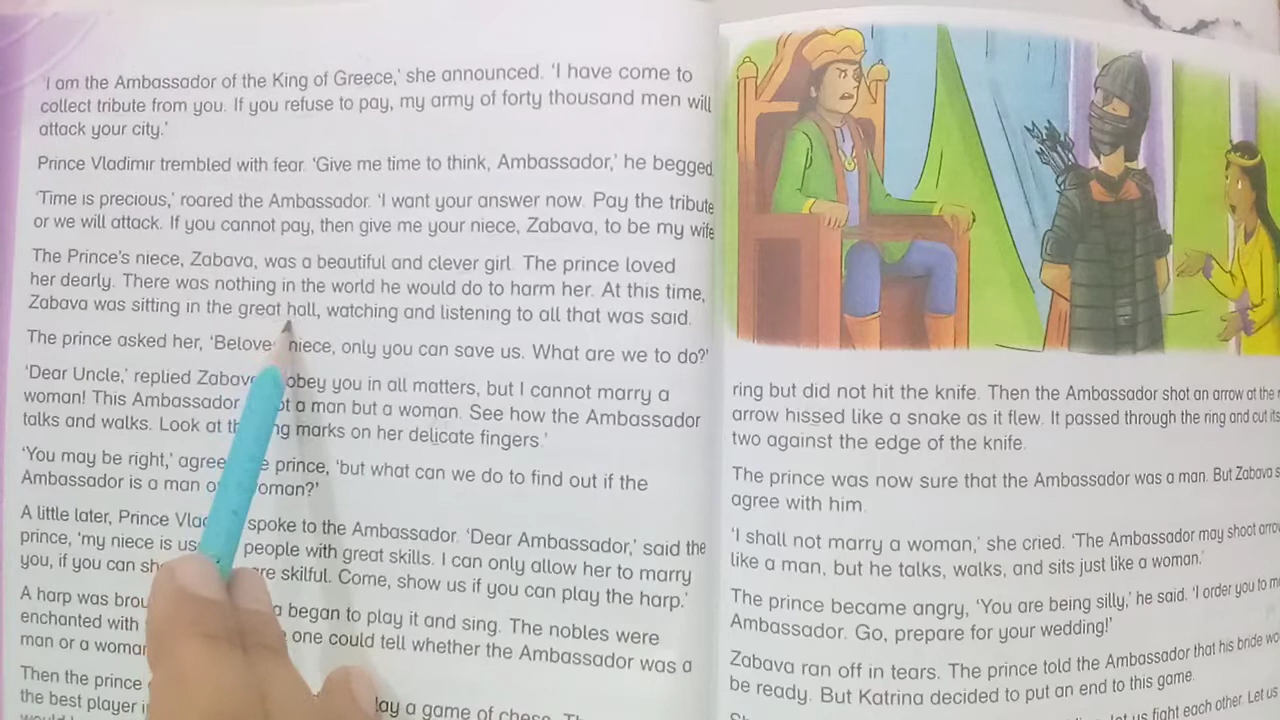 'I am the Ambassador of the King of Greece,' she announced. 'I have come to
collect tribute from you. If you refuse to pay, my army of forty thousand men will
attack your city.'
Prince Vladimir trembled with fear. 'Give me time to think, Ambassador,' he begged
'Time is precious,' roared the Ambassador. 'I want your answer now. Pay the tribute
or we will attack. If you cannot pay, then give me your niece, Zabava, to be my wife
The Prince's niece, Zabava, was a beautiful and clever girl. The prince loved
her dearly. There was nothing in the world he would do to harm her. At this time,
Zabava was sitting in the great hall, watching and listening to all that was said.
The prince asked her, 'Belove niece, only you can save us. What are we to do?'
'Dear Uncle,' replied Zabav obey you in all matters, but I cannot marry a
woman! This Ambassador a man but a woman. See how the Ambassador
talks and walks. Look at marks on her delicate fingers.'
'You may be right,' agree prince, 'but what can we do to find out if the
Ambassador is a man woman?'
A little later, Prince spoke to the Ambassador. 'Dear Ambassador,' said the
prince, 'my niece is people with great skills. I can only allow her to marry
you, if you can skilful. Come, show us if you can play the harp.'
A harp was began to play it and sing. The nobles were
enchanted with one could tell whether the Ambassador was a
man or a
Then the prince a game of chess.
the best player
ring but did not hit the knife. Then the Ambassador shot an arrow at the
arrow hissed like a snake as it flew. It passed through the ring and cut
two against the edge of the knife.
The prince was now sure that the Ambassador was a man. But Zabava
agree with him.
'I shall not marry a woman,' she cried. 'The Ambassador may shoot
like a man, but he talks, walks, and sits just like a woman.'
The prince became angry, 'You are being silly,' he said. 'I order you to
Ambassador. Go, prepare for your wedding!'
Zabava ran off in tears. The prince told the Ambassador that his bride
be ready. But Katrina decided to put an end to this game.
us fight each other. Let us